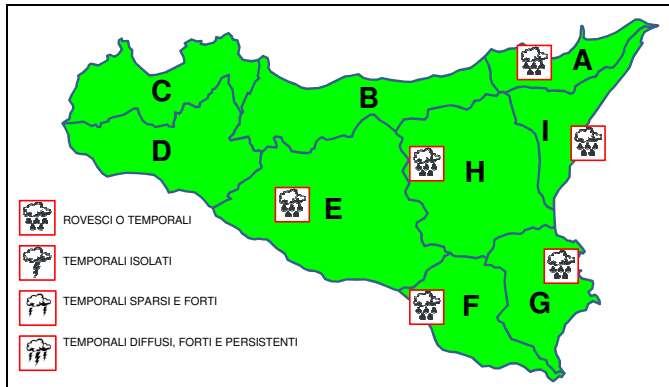 A
B
C
I
D
H
E
ROVESCI O TEMPORALI
TEMPORALI ISOLATI
TEMPORALI SPARSI E FORTI
F
G
TEMPORALI DIFFUSI, FORTI E PERSISTENTI